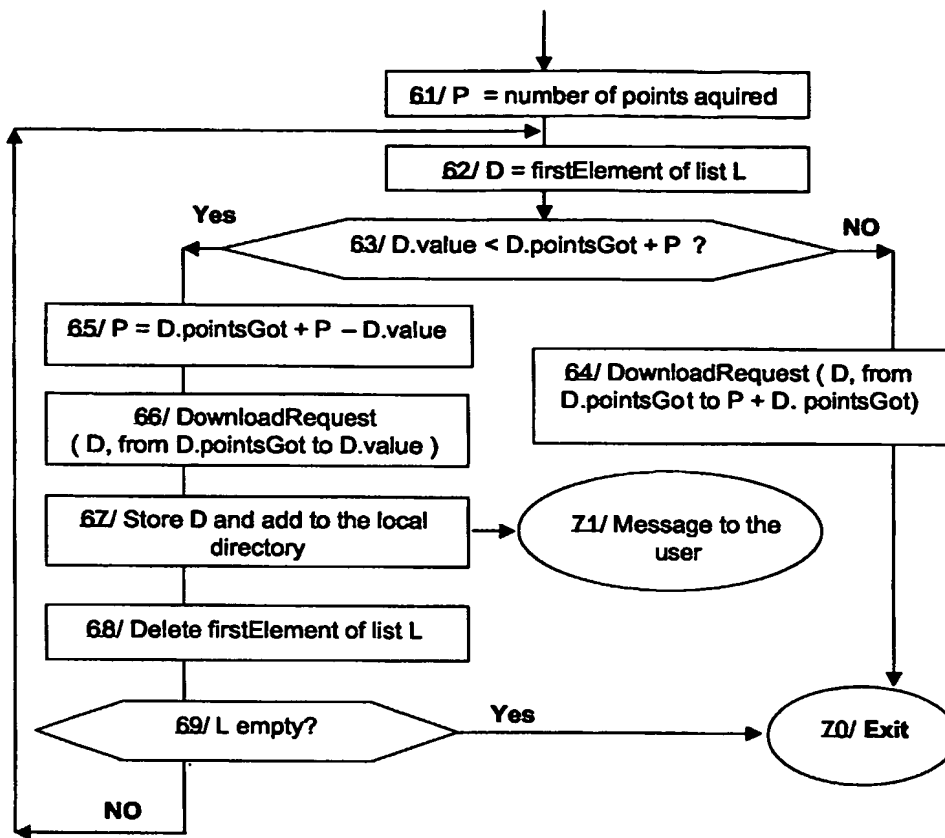 61/ P = number of points aquired
62/ D = firstElement of list L
Yes
NO
63/ D.value < D.pointsGot + P ?
65/ P = D.pointsGot + P – D.value
64/ DownloadRequest ( D, from
D.pointsGot to P + D. pointsGot)
66/ DownloadRequest
( D, from D.pointsGot to D.value )
67/ Store D and add to the local
directory
71/ Message to the
user
68/ Delete firstElement of list L
69/ L empty?
Yes
70/ Exit
NO